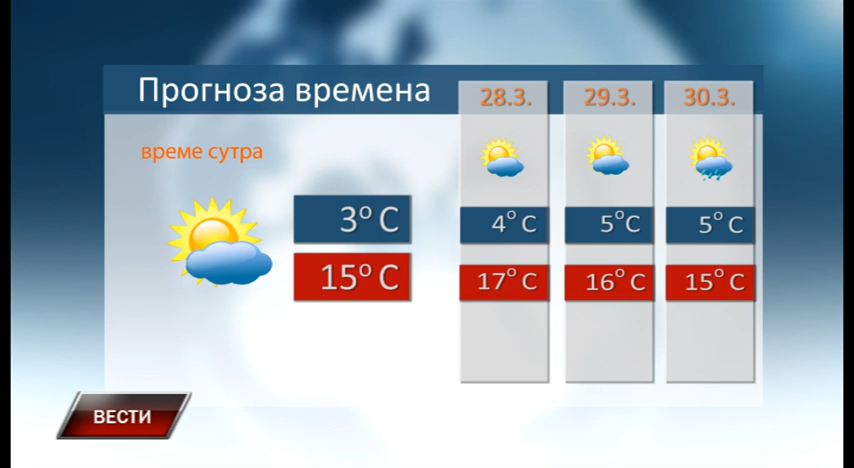 Прогноза времена
време сутра
3° C
15° C
28.3.
4° C
17° C
29.3.
5°C
16° C
30.3.
5° C
15° C
ВЕСТИ